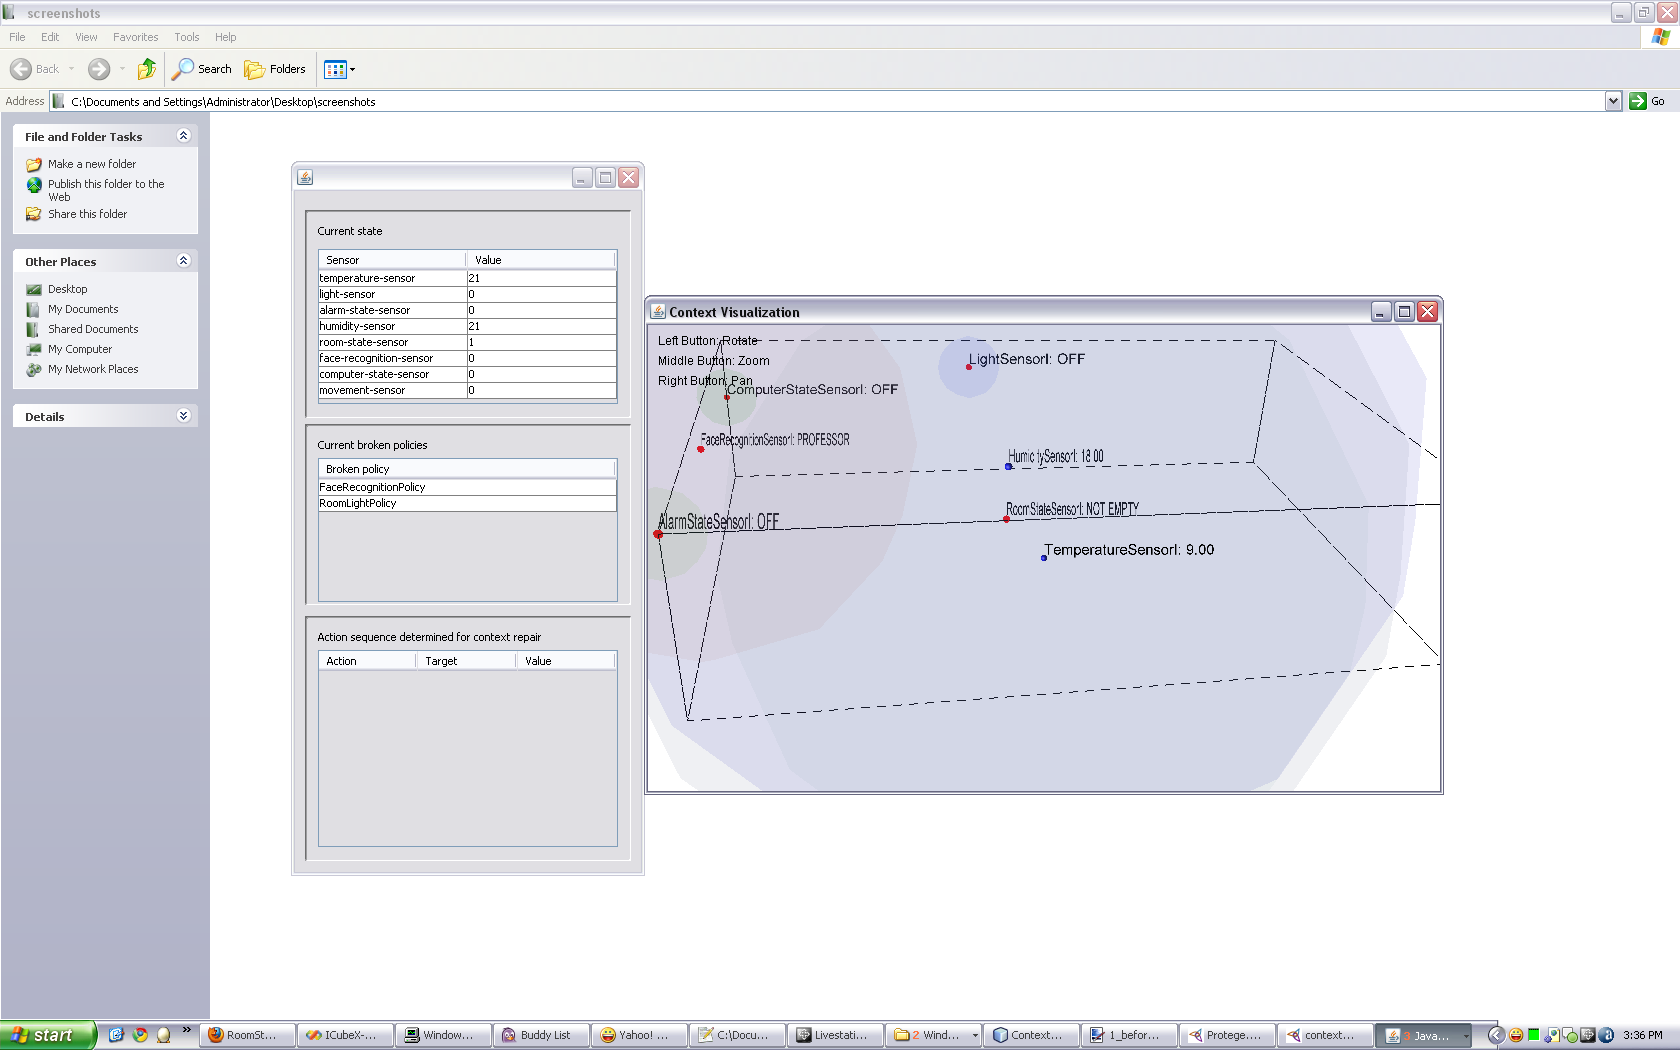 screenshots
File Edit View Favorites Tools Help
Back Search Folders
Address C:\Documents and Settings\Administrator\Desktop\screenshots Go
File and Folder Tasks
Make a new folder
Publish this folder to the
Web
Share this folder
Other Places
Desktop
My Documents
Shared Documents
My Computer
My Network Places
Details
Current state
Sensor Value
temperature-sensor 21
light-sensor 0
alarm-state-sensor 0
humidity-sensor 21
room-state-sensor 1
face-recognition-sensor 0
computer-state-sensor 0
movement-sensor 0
Current broken policies
Broken policy
FaceRecognitionPolicy
RoomLightPolicy
Action sequence determined for context repair
Action Target Value
Context Visualization
Left Button: Rotate
Middle Button: Zoom
Right Button: Pan
LightSensorI: OFF
ComputerStateSensorI: OFF
FaceRecognitionSensorI: PROFESSOR
HumiditySensorI: 18.00
RoomStateSensorI: NOT EMPTY
AlarmStateSensorI: OFF
TemperatureSensorI: 9.00
start » RoomSt... ICubeX-... Window... Buddy List Yahoo! ... C:\Docu... Livestati... 2 Wind... Context... 1_befor... Protege.... context... 3 Java... 3:36 PM